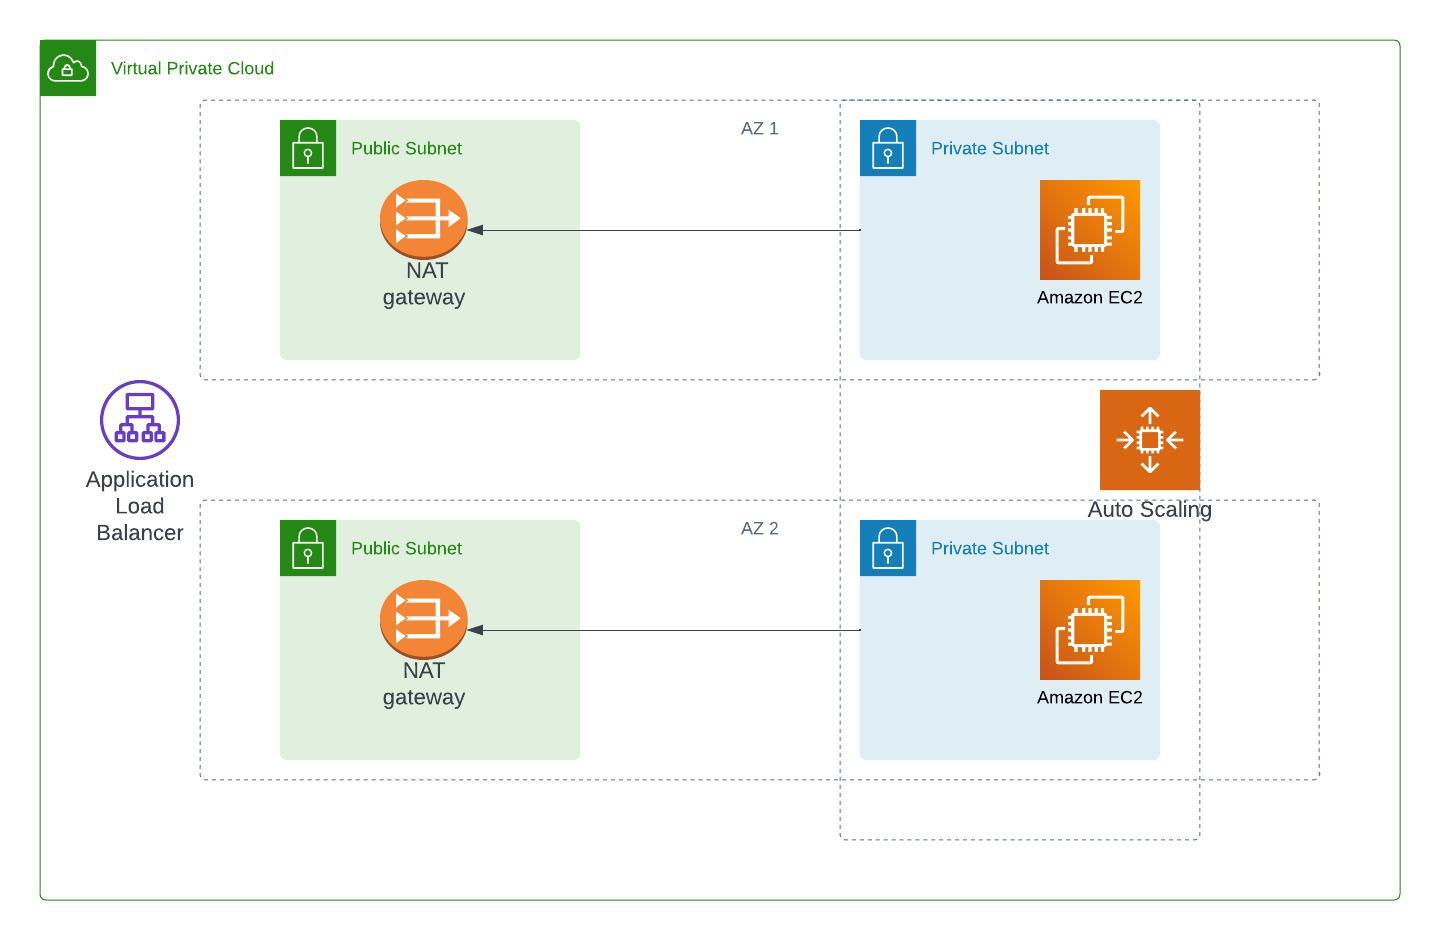 Virtual Private Cloud
AZ 1
Public Subnet
Private Subnet
NAT
gateway
Amazon EC2
Application
Load
Balancer
Auto Scaling
AZ 2
Public Subnet
Private Subnet
NAT
gateway
Amazon EC2